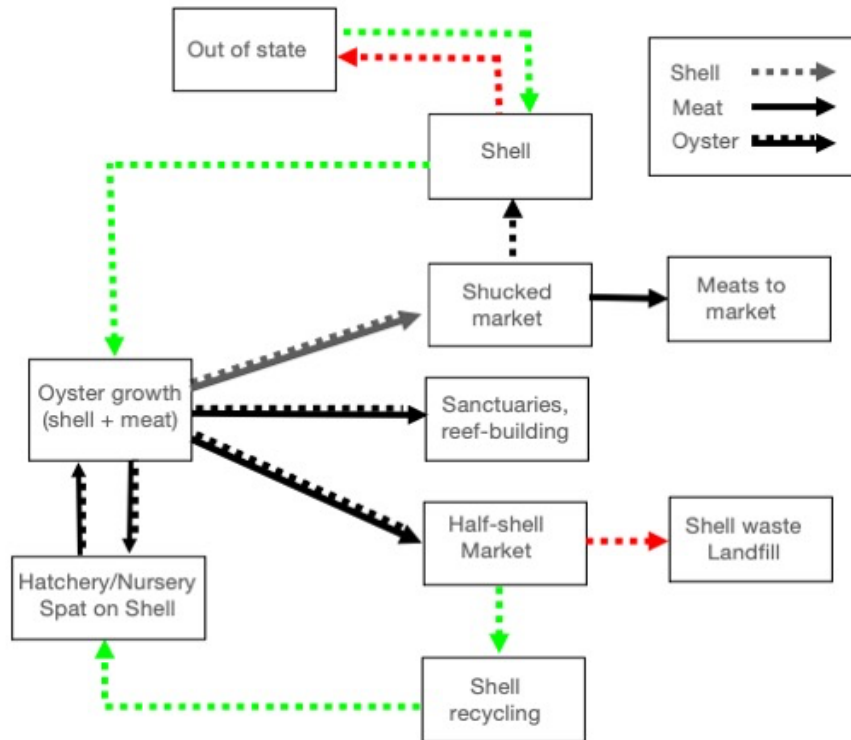 Out of state
Shell
Meat
Oyster
Shell
Shucked
market
Meats to
market
Oyster growth
(shell + meat)
Sanctuaries,
reef-building
Half-shell
Market
Shell waste
Landfill
Hatchery/Nursery
Spat on Shell
Shell
recycling